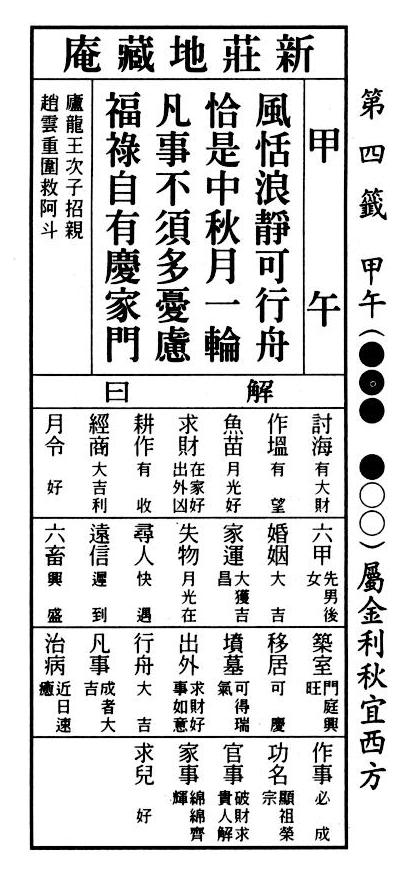 第四籤 甲午(●●● ●○○)屬金利秋宜西方
新莊地藏庵
甲午
風恬浪靜可行舟
恰是中秋月一輪
凡事不須多憂慮
福祿自有慶家門
廬龍王次子招親
趙雲重圍救阿斗
解曰
討海 有大財
作塭 有望
魚苗 月光好
求財 在家好出外凶
耕作 有收
經商 大吉利
月令 好
六甲 先男後女
婚姻 大吉
家運 大獲吉昌
失物 月光在
尋人 快遇
遠信 遲到
六畜 興盛
築室 門庭興旺
移居 可慶
墳墓 可得瑞氣
出外 求財好事如意
行舟 大吉
凡事 成者大吉
治病 近日速癒
作事 必成
功名 顯祖榮宗
官事 破財求貴人解
家事 綿綿齊輝
求兒 好